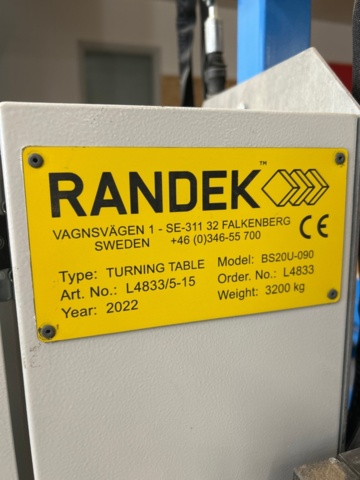 RANDEK™
VAGNSVÄGEN 1 - SE-311 32 FALKENBERG
SWEDEN +46 (0)346-55 700
CE
Type: TURNING TABLE Model: BS20U-090
Art. No.: L4833/5-15 Order. No.: L4833
Year: 2022 Weight: 3200 kg